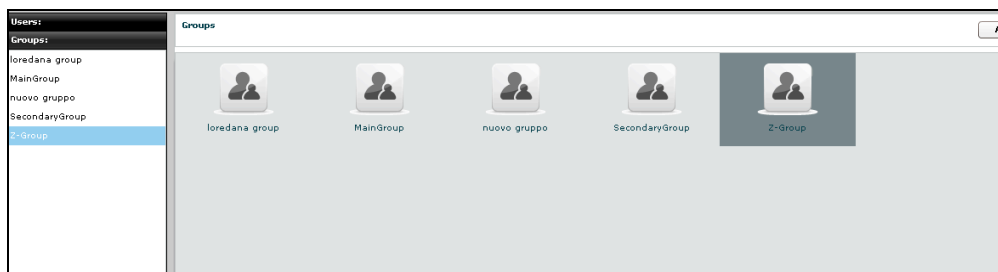 Users:
Groups:
loredana group
MainGroup
nuovo gruppo
SecondaryGroup
Z-Group
Groups
loredana group MainGroup nuovo gruppo SecondaryGroup Z-Group